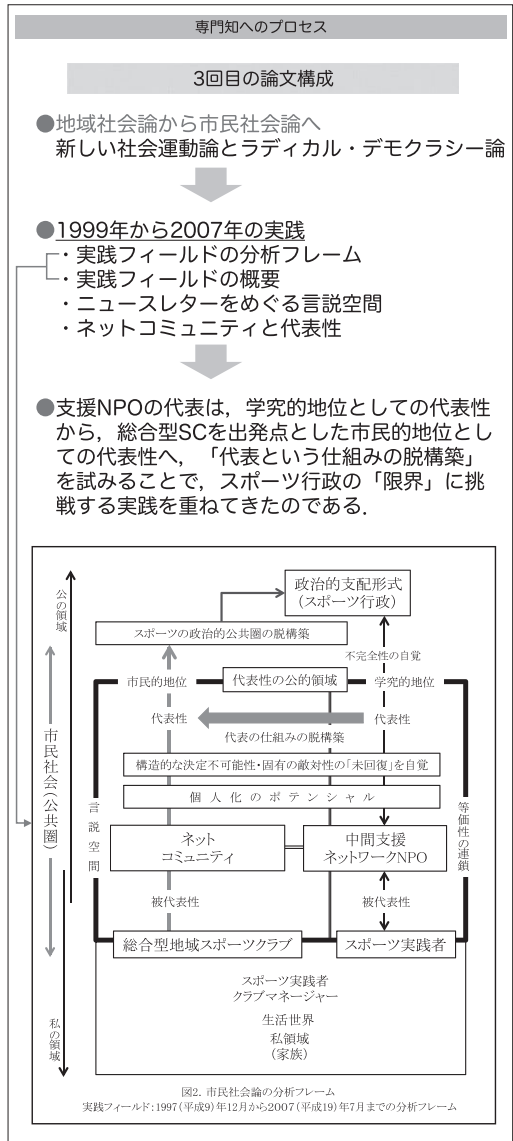 専門知へのプロセス
3回目の論文構成
●地域社会論から市民社会論へ
新しい社会運動論とラディカル・デモクラシー論
●1999年から2007年の実践
・実践フィールドの分析フレーム
・実践フィールドの概要
・ニュースレターをめぐる言説空間
・ネットコミュニティと代表性
●支援NPOの代表は，学究的地位としての代表性
から，総合型SCを出発点とした市民的地位とし
ての代表性へ，「代表という仕組みの脱構築」
を試みることで，スポーツ行政の「限界」に挑
戦する実践を重ねてきたのである．
公の領域
市民社会(公共圏)
私の領域
政治的支配形式
(スポーツ行政)
スポーツの政治的公共圏の脱構築
不完全性の自覚
市民的地位
代表性の公的領域
学究的地位
代表性
代表性
代表の仕組みの脱構築
構造的な決定不可能性・固有の敵対性の「未回復」を自覚
個人化のポテンシャル
言説空間
等価性の連鎖
ネット
コミュニティ
中間支援
ネットワークNPO
被代表性
被代表性
総合型地域スポーツクラブ
スポーツ実践者
スポーツ実践者
クラブマネージャー
生活世界
私領域
(家族)
図2. 市民社会論の分析フレーム
実践フィールド：1997(平成9)年12月から2007(平成19)年7月までの分析フレーム